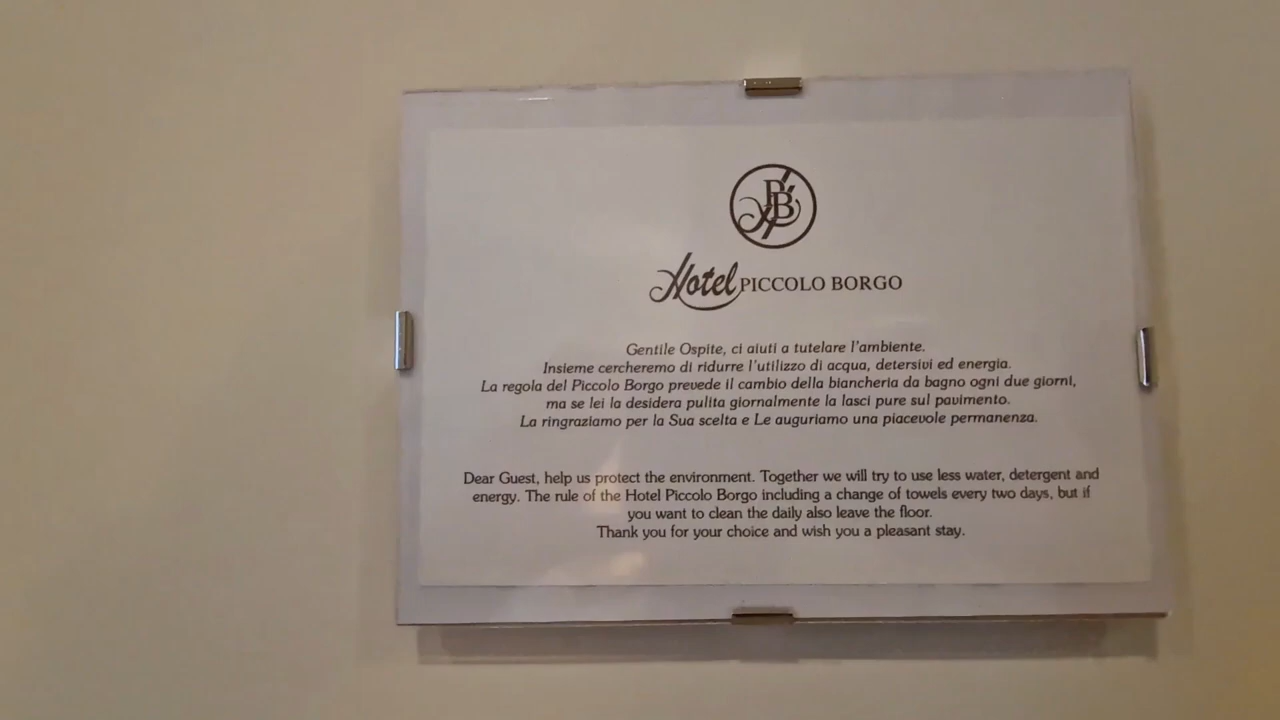 PB
Hotel PICCOLO BORGO
Gentile Ospite, ci aiuti a tutelare l'ambiente.
Insieme cercheremo di ridurre l'utilizzo di acqua, detersivi ed energia.
La regola del Piccolo Borgo prevede il cambio della biancheria da bagno ogni due giorni,
ma se lei la desidera pulita giornalmente la lasci pure sul pavimento.
La ringraziamo per la Sua scelta e Le auguriamo una piacevole permanenza.
Dear Guest, help us protect the environment. Together we will try to use less water, detergent and
energy. The rule of the Hotel Piccolo Borgo including a change of towels every two days, but if
you want to clean the daily also leave the floor.
Thank you for your choice and wish you a pleasant stay.